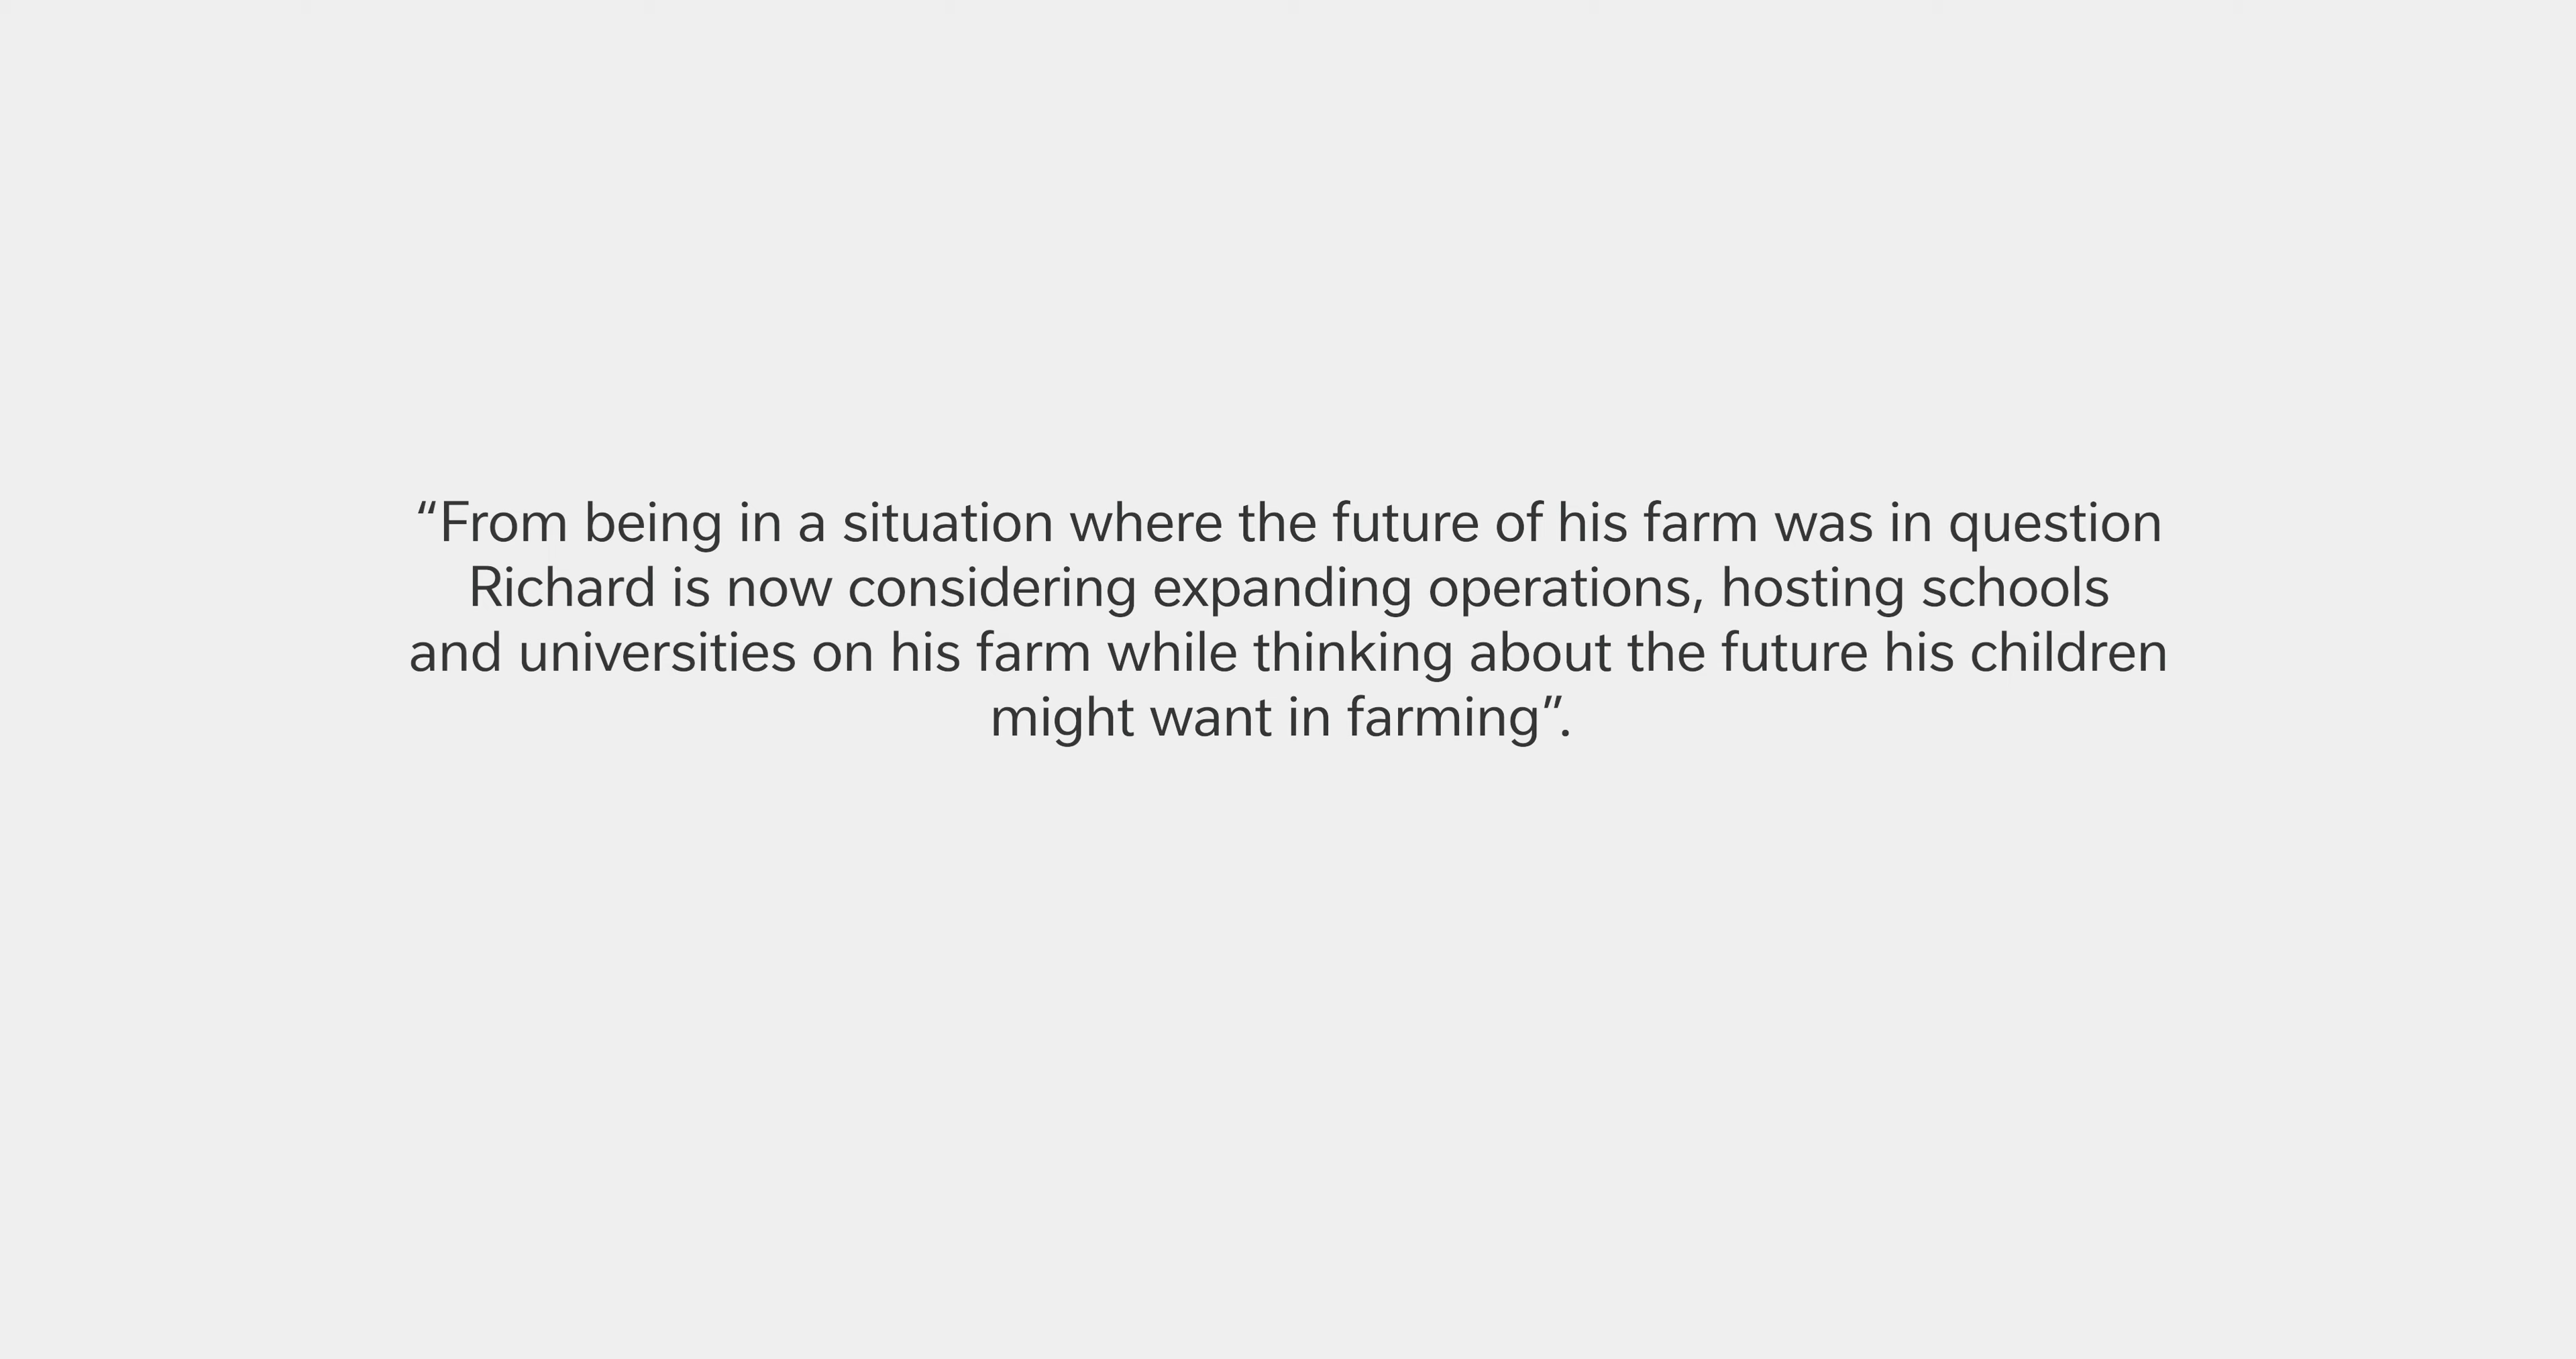 “From being in a situation where the future of his farm was in question
Richard is now considering expanding operations, hosting schools
and universities on his farm while thinking about the future his children
might want in farming”.